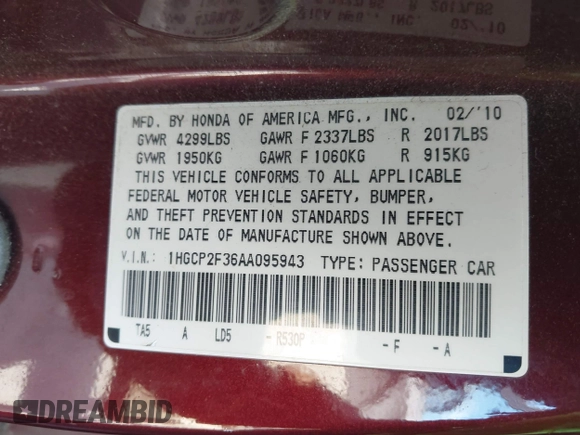 MFD. BY HONDA OF AMERICA MFG., INC. 02/'10
GVWR 4299LBS GAWR F 2337LBS R 2017LBS
GVWR 1950KG GAWR F 1060KG R 915KG
THIS VEHICLE CONFORMS TO ALL APPLICABLE
FEDERAL MOTOR VEHICLE SAFETY, BUMPER,
AND THEFT PREVENTION STANDARDS IN EFFECT
ON THE DATE OF MANUFACTURE SHOWN ABOVE.
V.I.N.: 1HGCP2F36AA095943 TYPE: PASSENGER CAR
TA5 A LD5 - R530P -F -A
DREAMBID